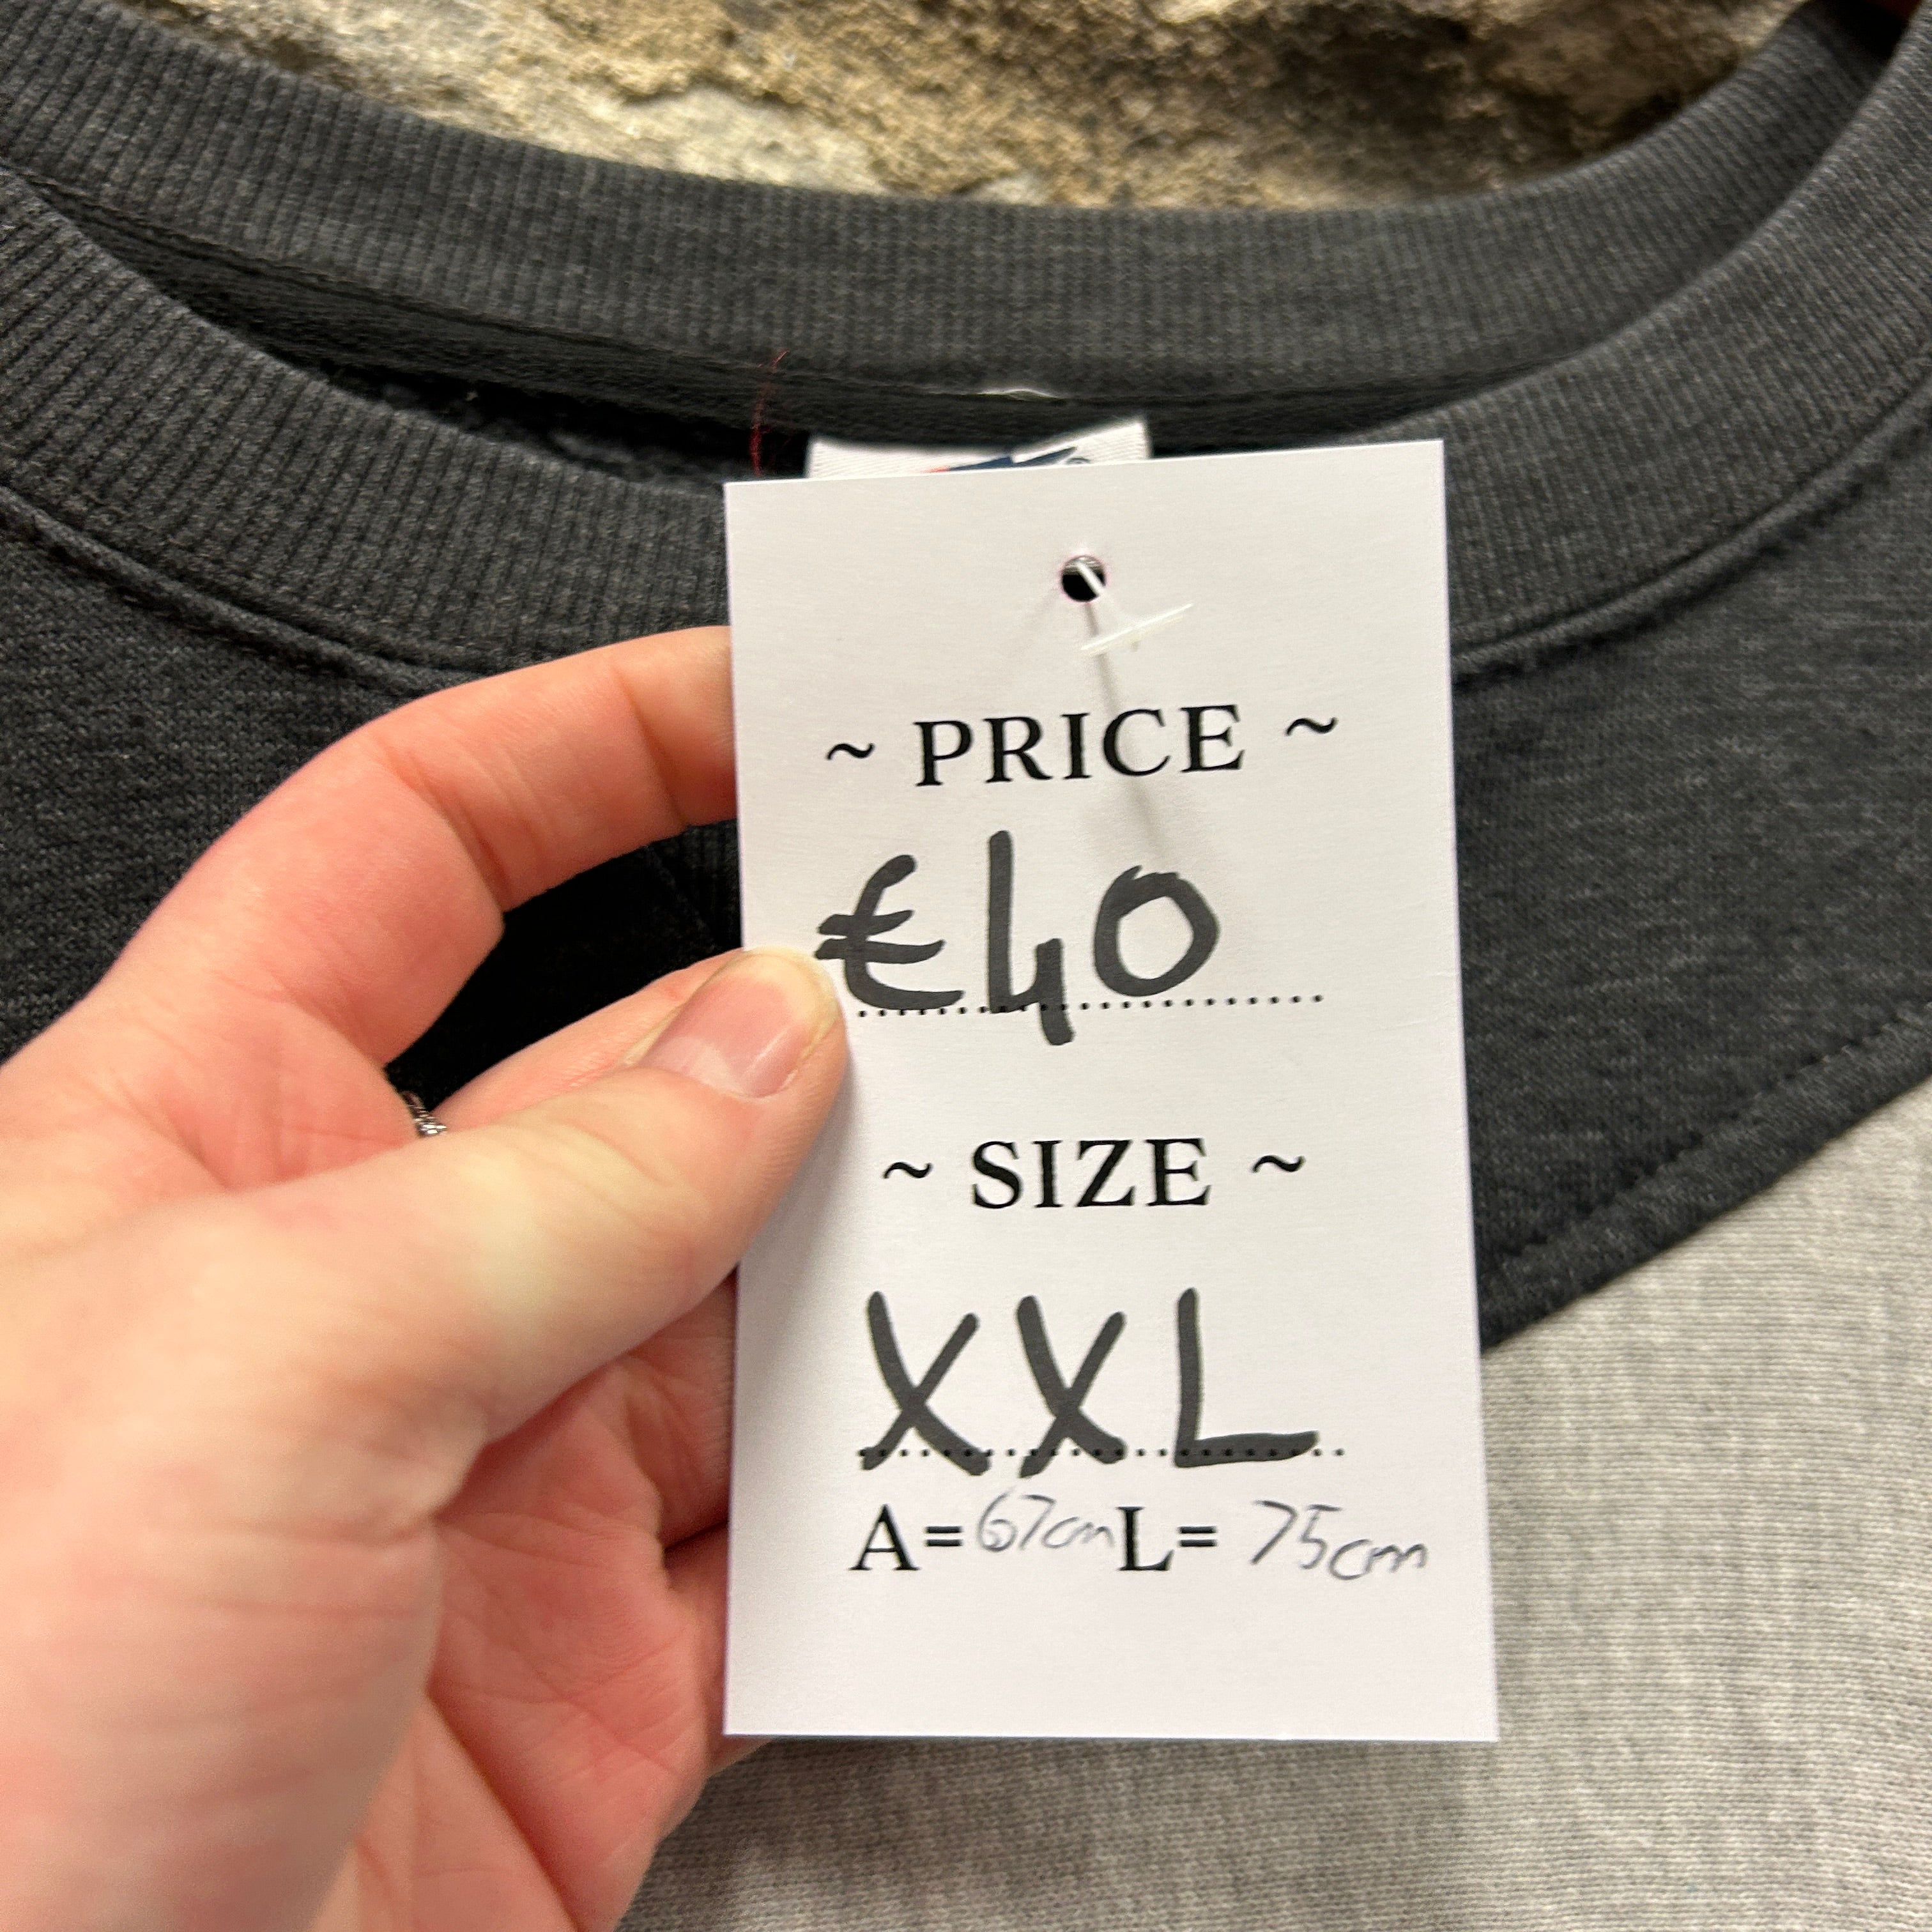 ~ PRICE ~
€40
~ SIZE ~
XXL
A= 67cm L= 75cm